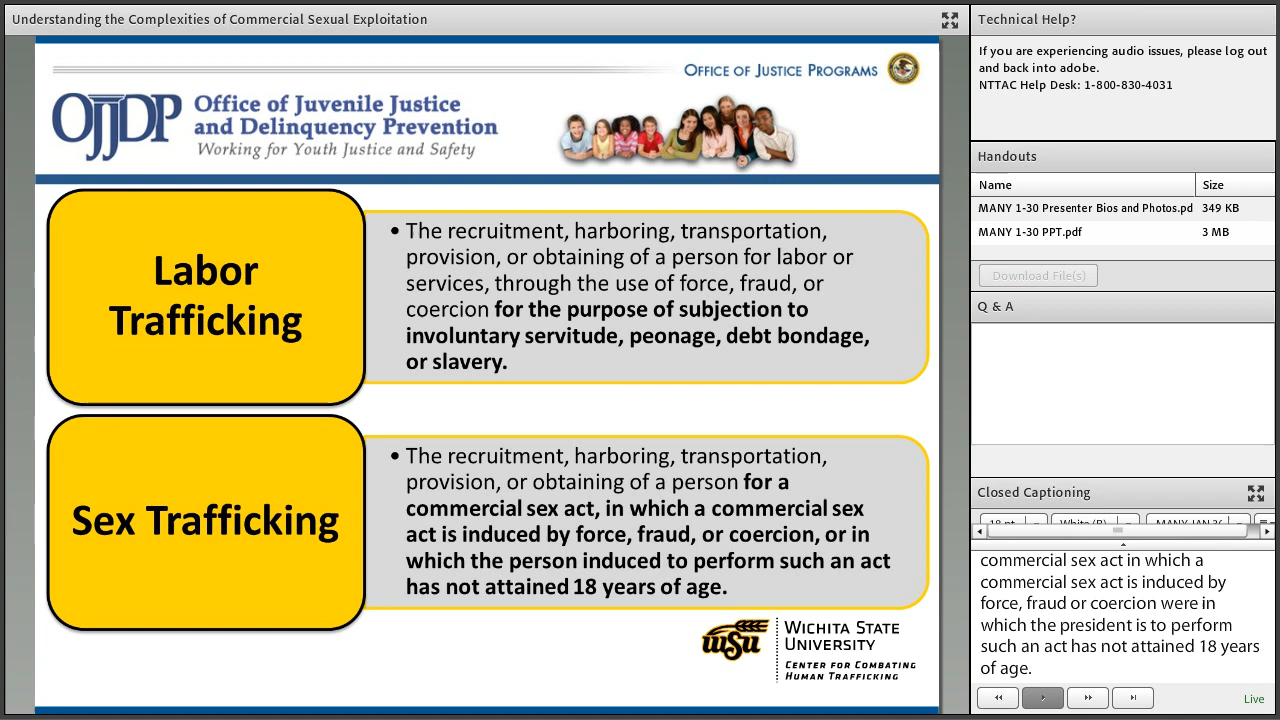 Understanding the Complexities of Commercial Sexual Exploitation
OFFICE OF JUSTICE PROGRAMS
OJJDP
Office of Juvenile Justice
and Delinquency Prevention
Working for Youth Justice and Safety
Labor
Trafficking
• The recruitment, harboring, transportation,
provision, or obtaining of a person for labor or
services, through the use of force, fraud, or
coercion for the purpose of subjection to
involuntary servitude, peonage, debt bondage,
or slavery.
Sex Trafficking
• The recruitment, harboring, transportation,
provision, or obtaining of a person for a
commercial sex act, in which a commercial sex
act is induced by force, fraud, or coercion, or in
which the person induced to perform such an act
has not attained 18 years of age.
wsu
WICHITA STATE
UNIVERSITY
CENTER FOR COMBATING
HUMAN TRAFFICKING
Technical Help?
If you are experiencing audio issues, please log out
and back into adobe.
NTTAC Help Desk: 1-800-830-4031
Handouts
Name Size
MANY 1-30 Presenter Bios and Photos.pd 349 KB
MANY 1-30 PPT.pdf 3 MB
Download File(s)
Q & A
Closed Captioning
commercial sex act in which a
commercial sex act is induced by
force, fraud or coercion were in
which the president is to perform
such an act has not attained 18 years
of age.
Live